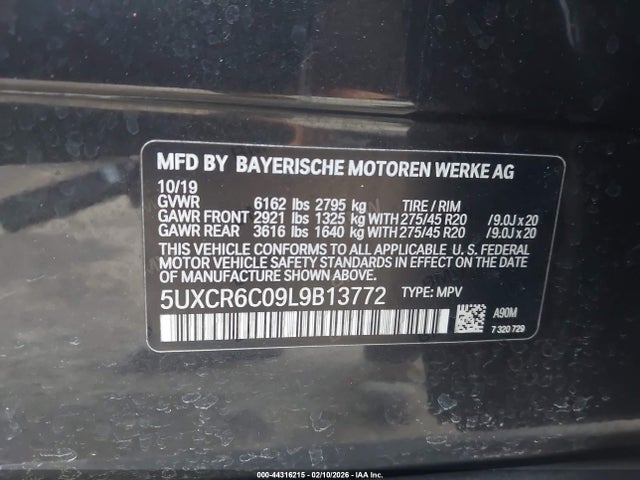 MFD BY BAYERISCHE MOTOREN WERKE AG
10/19
GVWR 6162 lbs 2795 kg TIRE / RIM
GAWR FRONT 2921 lbs 1325 kg WITH 275/45 R20 /9.0J x 20
GAWR REAR 3616 lbs 1640 kg WITH 275/45 R20 /9.0J x 20
THIS VEHICLE CONFORMS TO ALL APPLICABLE U. S. FEDERAL
MOTOR VEHICLE SAFETY STANDARDS IN EFFECT ON THE DATE
OF MANUFACTURE SHOWN ABOVE.
5UXCR6C09L9B13772 TYPE: MPV
A90M
7 320 729
000-44316215 - 02/10/2026 - IAA Inc.